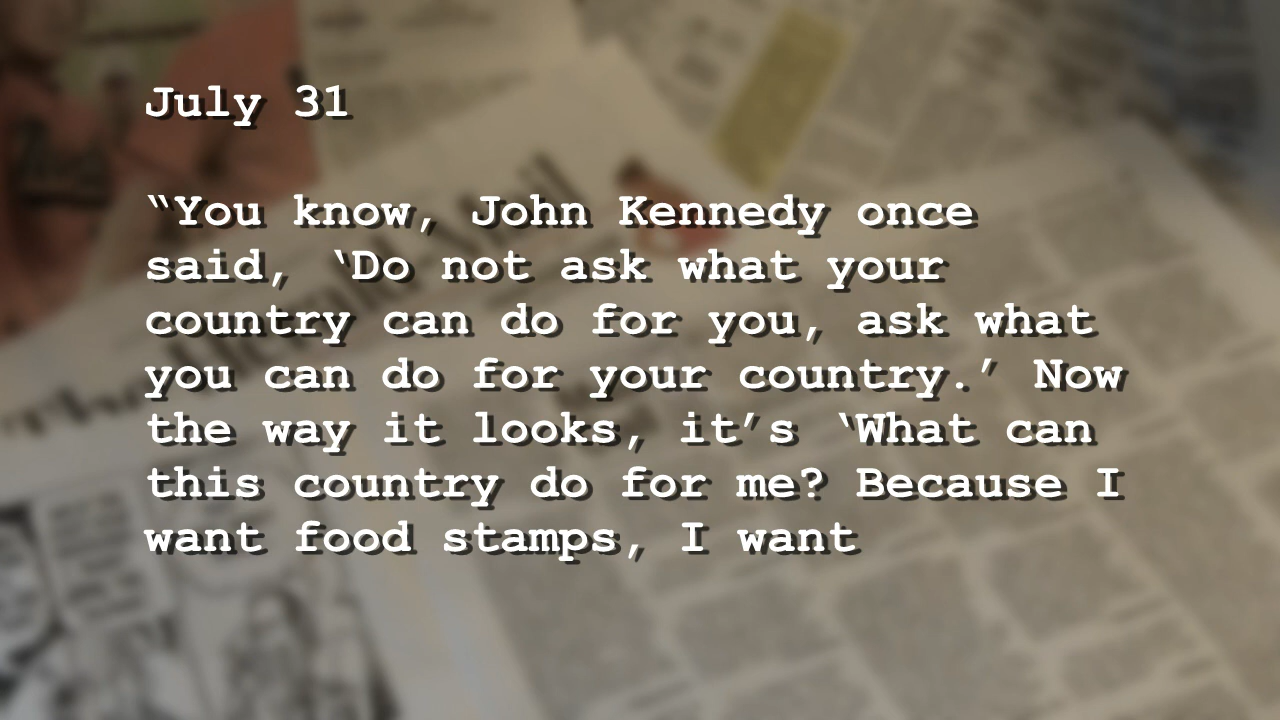 July 31
“You know, John Kennedy once
said, ‘Do not ask what your
country can do for you, ask what
you can do for your country.’ Now
the way it looks, it’s ‘What can
this country do for me? Because I
want food stamps, I want